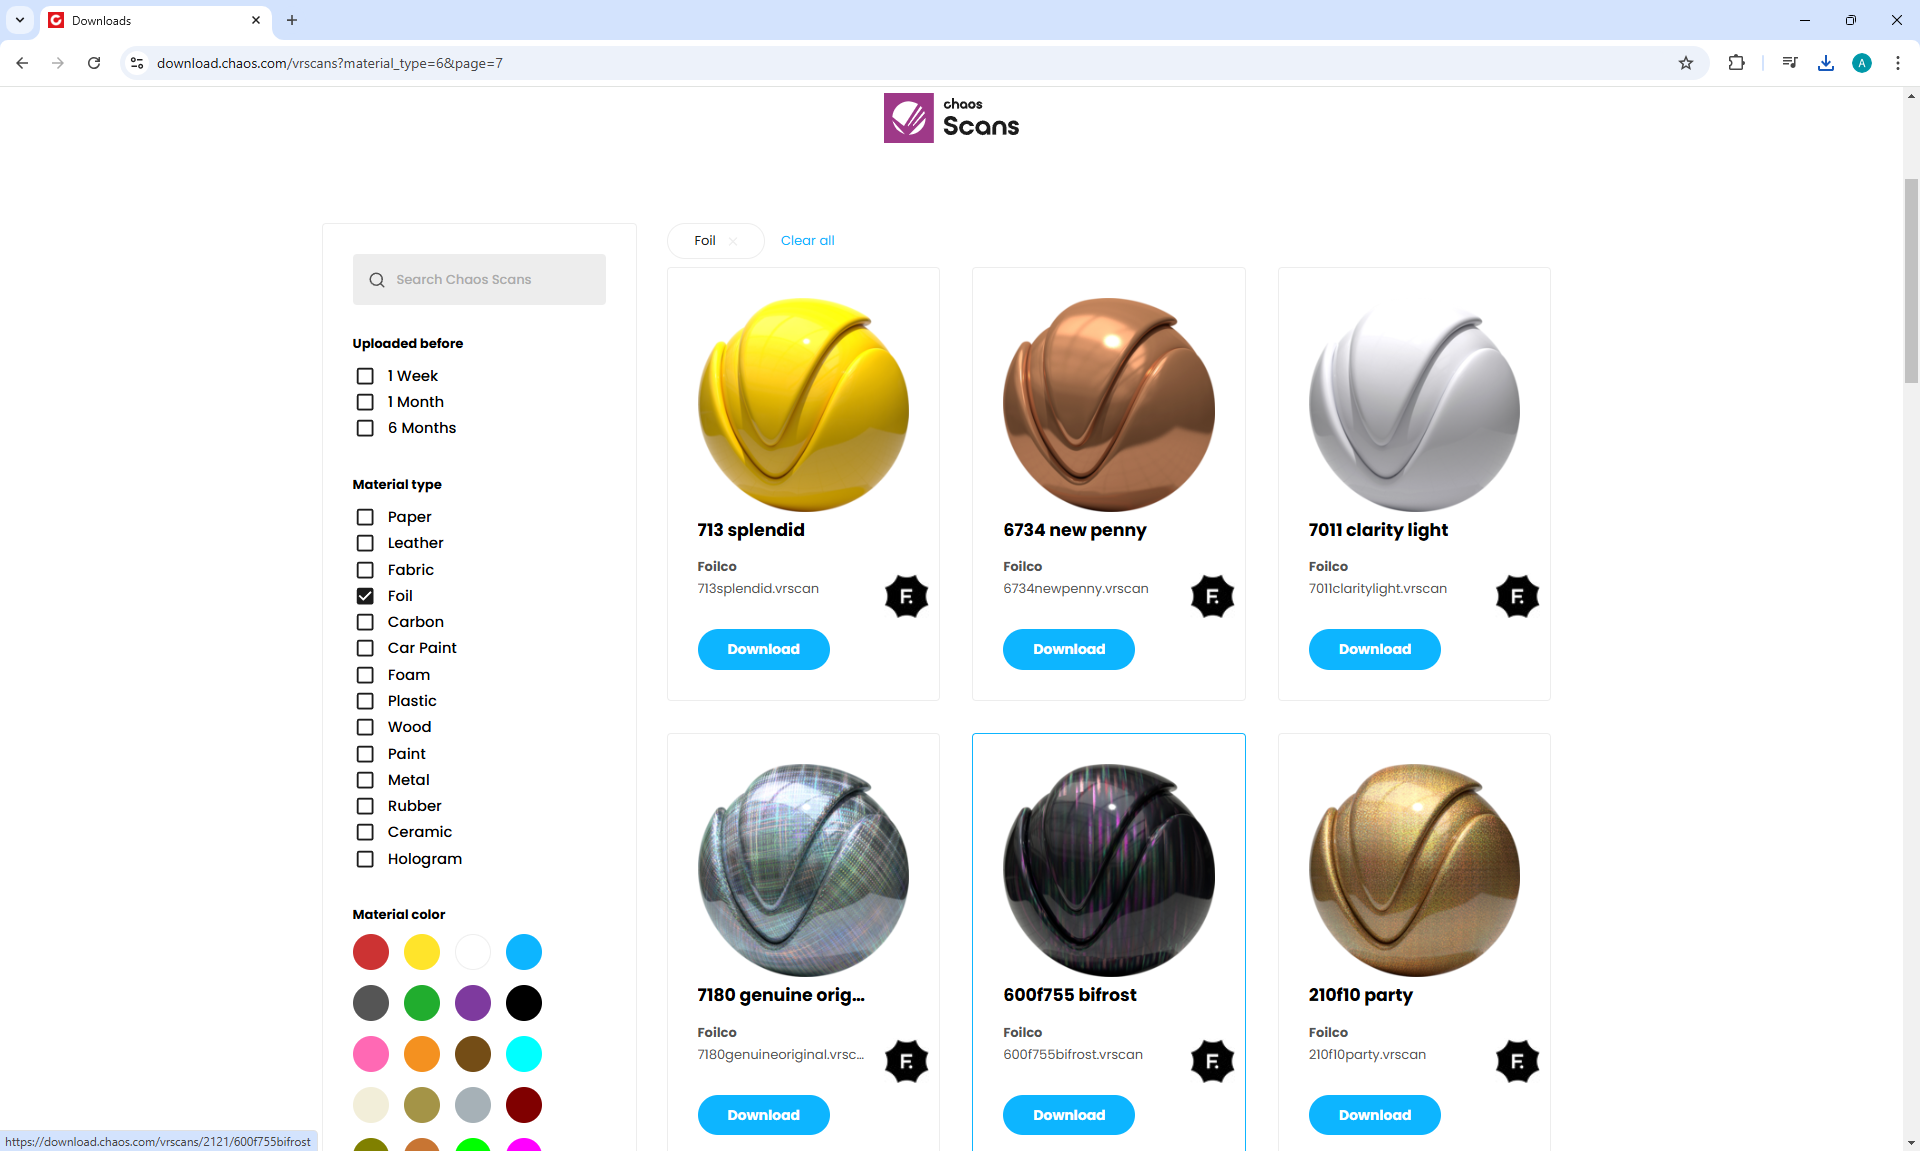 Downloads
download.chaos.com/vrscans?material_type=6&page=7
A
chaos
Scans
Foil
Clear all
Search Chaos Scans
Uploaded before
1 Week
1 Month
6 Months
Material type
Paper
Leather
Fabric
Foil
Carbon
Car Paint
Foam
Plastic
Wood
Paint
Metal
Rubber
Ceramic
Hologram
Material color
713 splendid
Foilco
713splendid.vrscan
F.
Download
6734 new penny
Foilco
6734newpenny.vrscan
F.
Download
7011 clarity light
Foilco
7011claritylight.vrscan
F.
Download
7180 genuine orig...
Foilco
7180genuineoriginal.vrsc...
F.
Download
600f755 bifrost
Foilco
600f755bifrost.vrscan
F.
Download
210f10 party
Foilco
210f10party.vrscan
F.
Download
https://download.chaos.com/vrscans/2121/600f755bifrost